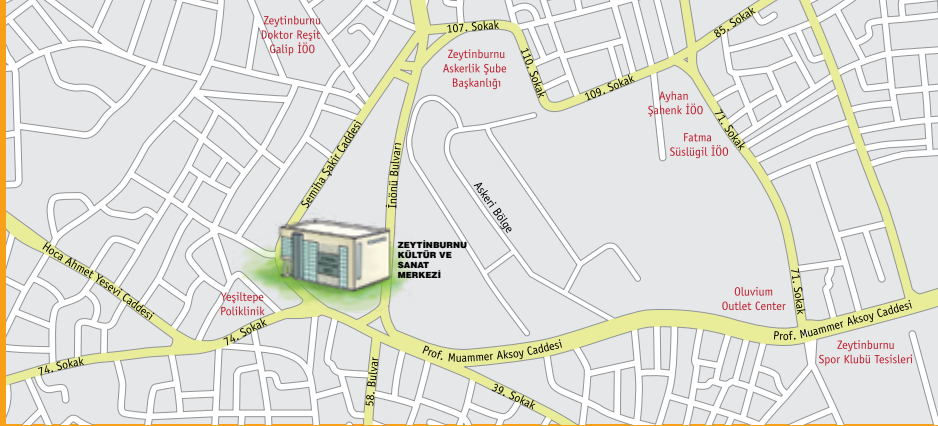 Zeytinburnu
Doktor Reşit
Galip İÖO
107. Sokak
85. Sokak
Zeytinburnu
Askerlik Şube
Başkanlığı
110. Sokak
109. Sokak
Ayhan
Şahenk İÖO
71. Sokak
Fatma
Süslügil İÖO
Semiha Şakir Caddesi
İnönü Bulvarı
Askeri Bölge
ZEYTİNBURNU
KÜLTÜR VE
SANAT
MERKEZİ
Hoca Ahmet Yesevi Caddesi
Yeşiltepe
Poliklinik
74. Sokak
74. Sokak
58. Bulvar
Prof. Muammer Aksoy Caddesi
39. Sokak
Oluvium
Outlet Center
71. Sokak
Prof. Muammer Aksoy Caddesi
Zeytinburnu
Spor Klubü Tesisleri